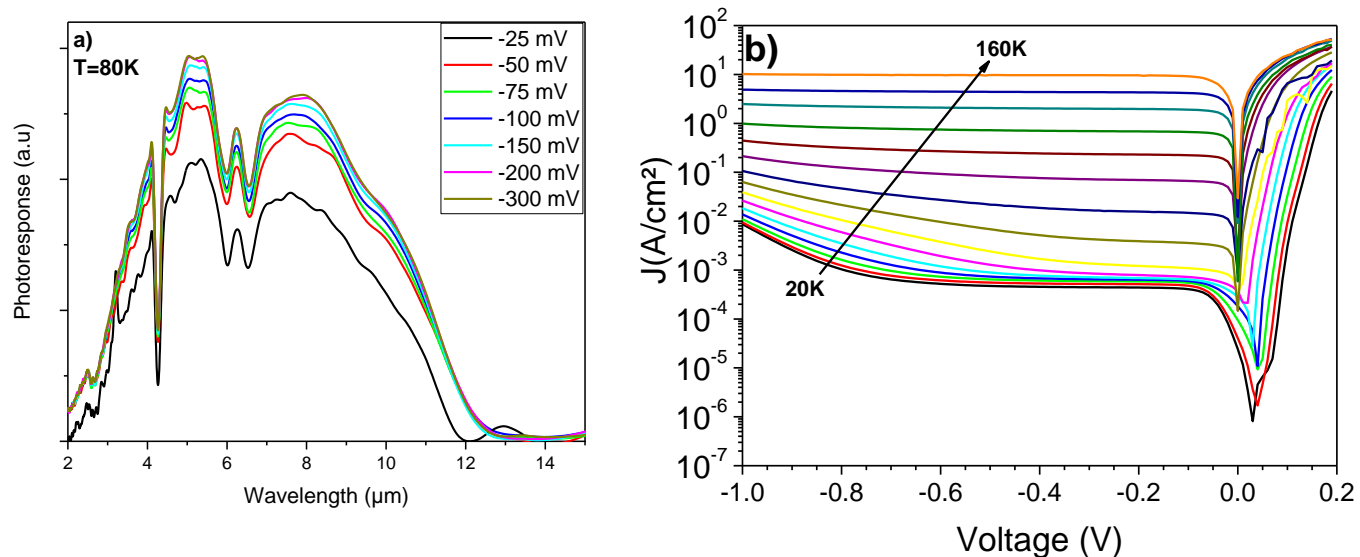 a)
T=80K
-25 mV
-50 mV
-75 mV
-100 mV
-150 mV
-200 mV
-300 mV
Photoresponse (a.u)
2 4 6 8 10 12 14
Wavelength (µm)
b)
160K
20K
J(A/cm²)
10²
10¹
10⁰
10⁻¹
10⁻²
10⁻³
10⁻⁴
10⁻⁵
10⁻⁶
10⁻⁷
-1.0 -0.8 -0.6 -0.4 -0.2 0.0 0.2
Voltage (V)